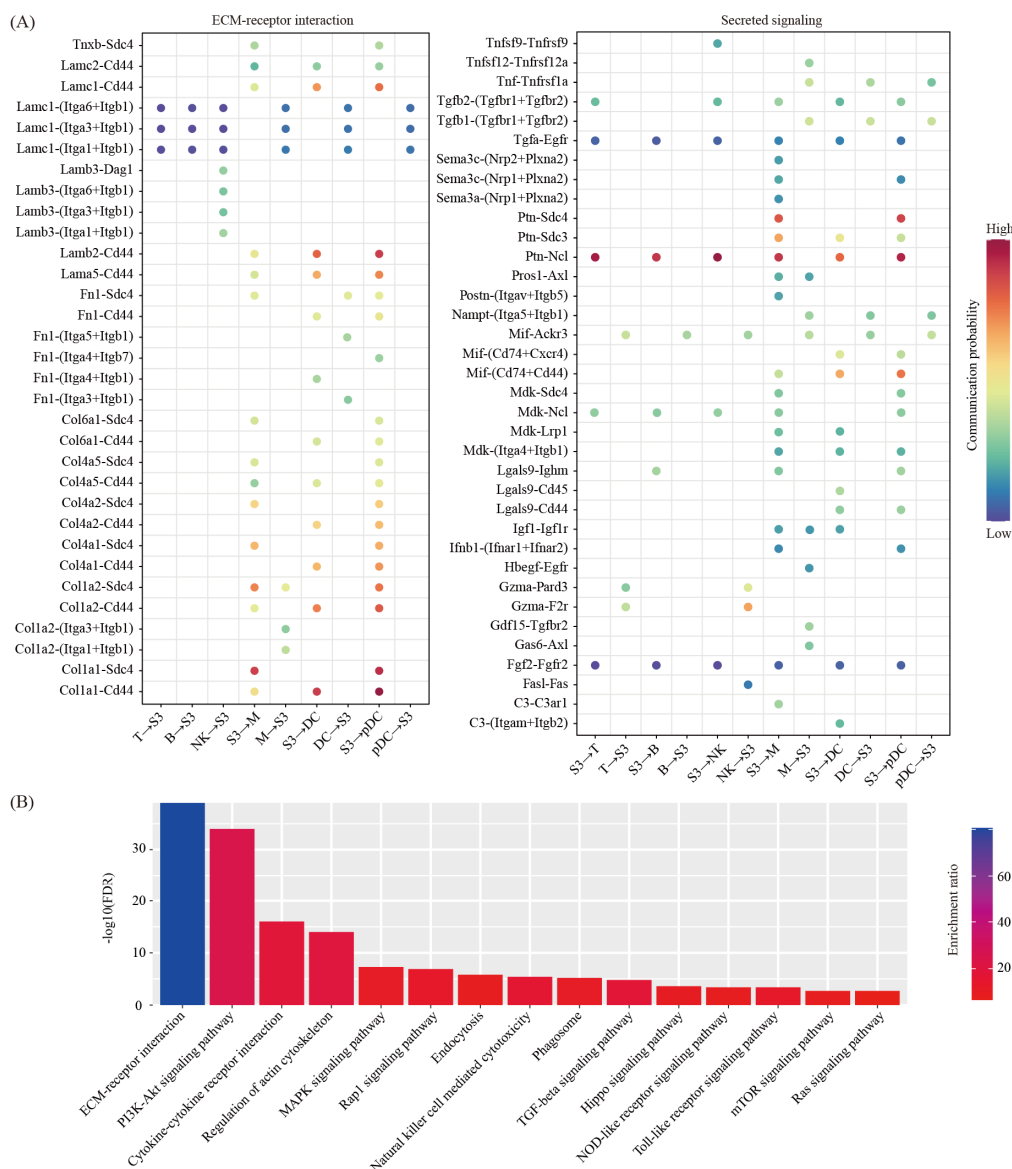 (A)
ECM-receptor interaction
Tnxb-Sdc4
Lamc2-Cd44
Lamc1-Cd44
Lamc1-(Itga6+Itgb1)
Lamc1-(Itga3+Itgb1)
Lamc1-(Itga1+Itgb1)
Lamb3-Dag1
Lamb3-(Itga6+Itgb1)
Lamb3-(Itga3+Itgb1)
Lamb3-(Itga1+Itgb1)
Lamb2-Cd44
Lama5-Cd44
Fn1-Sdc4
Fn1-Cd44
Fn1-(Itga5+Itgb1)
Fn1-(Itga4+Itgb7)
Fn1-(Itga4+Itgb1)
Fn1-(Itga3+Itgb1)
Col6a1-Sdc4
Col6a1-Cd44
Col4a5-Sdc4
Col4a5-Cd44
Col4a2-Sdc4
Col4a2-Cd44
Col4a1-Sdc4
Col4a1-Cd44
Col1a2-Sdc4
Col1a2-Cd44
Col1a2-(Itga3+Itgb1)
Col1a2-(Itga1+Itgb1)
Col1a1-Sdc4
Col1a1-Cd44
T→S3
B→S3
NK→S3
S3→M
M→S3
S3→DC
DC→S3
S3→pDC
pDC→S3
Secreted signaling
Tnfsf9-Tnfrsf9
Tnfsf12-Tnfrsf12a
Tnf-Tnfrsf1a
Tgfb2-(Tgfbr1+Tgfbr2)
Tgfb1-(Tgfbr1+Tgfbr2)
Tgfa-Egfr
Sema3c-(Nrp2+Plxna2)
Sema3c-(Nrp1+Plxna2)
Sema3a-(Nrp1+Plxna2)
Ptn-Sdc4
Ptn-Sdc3
Ptn-Ncl
Pros1-Axl
Postn-(Itgav+Itgb5)
Nampt-(Itga5+Itgb1)
Mif-Ackr3
Mif-(Cd74+Cxcr4)
Mif-(Cd74+Cd44)
Mdk-Sdc4
Mdk-Ncl
Mdk-Lrp1
Mdk-(Itga4+Itgb1)
Lgals9-Ighm
Lgals9-Cd45
Lgals9-Cd44
Igf1-Igf1r
Ifnb1-(Ifnar1+Ifnar2)
Hbegf-Egfr
Gzma-Pard3
Gzma-F2r
Gdf15-Tgfbr2
Gas6-Axl
Fgf2-Fgfr2
Fasl-Fas
C3-C3ar1
C3-(Itgam+Itgb2)
S3→T
T→S3
S3→B
B→S3
S3→NK
NK→S3
S3→M
M→S3
S3→DC
DC→S3
S3→pDC
pDC→S3
High
Communication probability
Low
(B)
-log10(FDR)
30
20
10
0
ECM-receptor interaction
PI3K-Akt signaling pathway
Cytokine-cytokine receptor interaction
Regulation of actin cytoskeleton
MAPK signaling pathway
Rap1 signaling pathway
Endocytosis
Natural killer cell mediated cytotoxicity
Phagosome
TGF-beta signaling pathway
Hippo signaling pathway
NOD-like receptor signaling pathway
Toll-like receptor signaling pathway
mTOR signaling pathway
Ras signaling pathway
Enrichment ratio
60
40
20